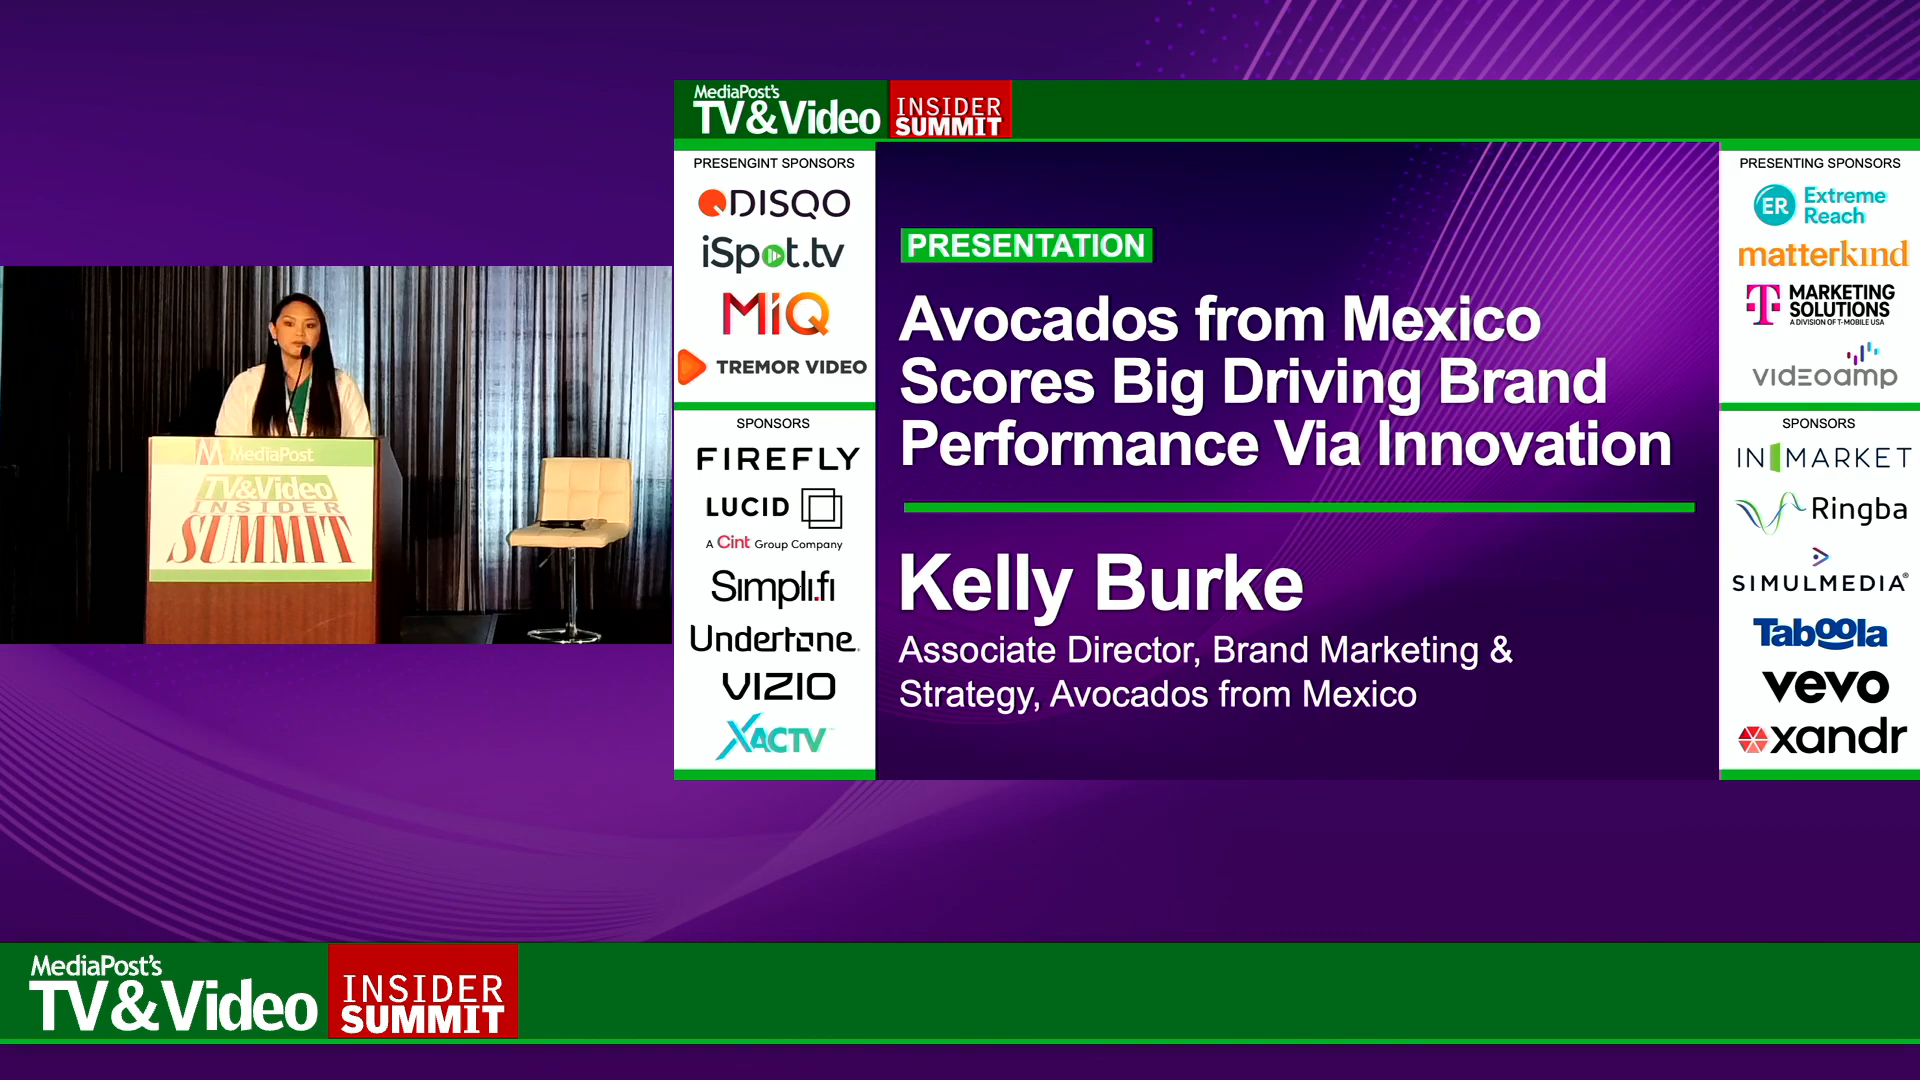 MediaPost's
TV&Video
INSIDER
SUMMIT
PRESENGINT SPONSORS
DISQO
iSpot.tv
MiQ
TREMOR VIDEO
SPONSORS
FIREFLY
LUCID
A Cint Group Company
Simpli.fi
Undertone.
VIZIO
XACTV
PRESENTATION
Avocados from Mexico
Scores Big Driving Brand
Performance Via Innovation
Kelly Burke
Associate Director, Brand Marketing &
Strategy, Avocados from Mexico
PRESENTING SPONSORS
ER Extreme
Reach
matterkind
T MARKETING
SOLUTIONS
A DIVISION OF T-MOBILE USA
videoamp
SPONSORS
INMARKET
Ringba
SIMULMEDIA®
Taboola
vevo
xandr
MediaPost
TV&Video
INSIDER
SUMMIT
MediaPost's
TV&Video
INSIDER
SUMMIT